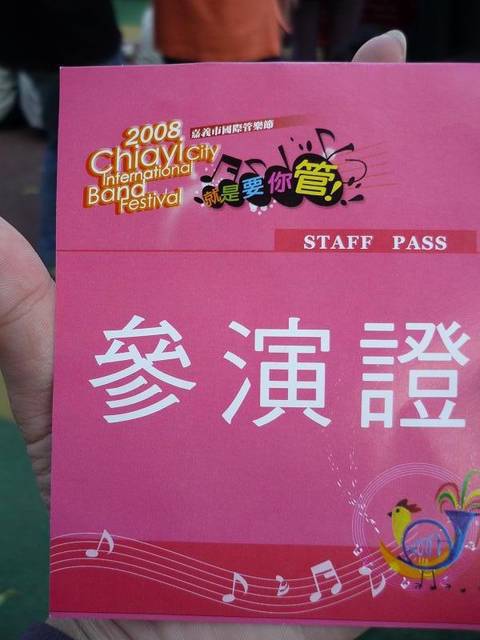 2008
嘉義市國際管樂節
Chiayi City
International
Band
Festival
就是要你管!
STAFF PASS
參演證